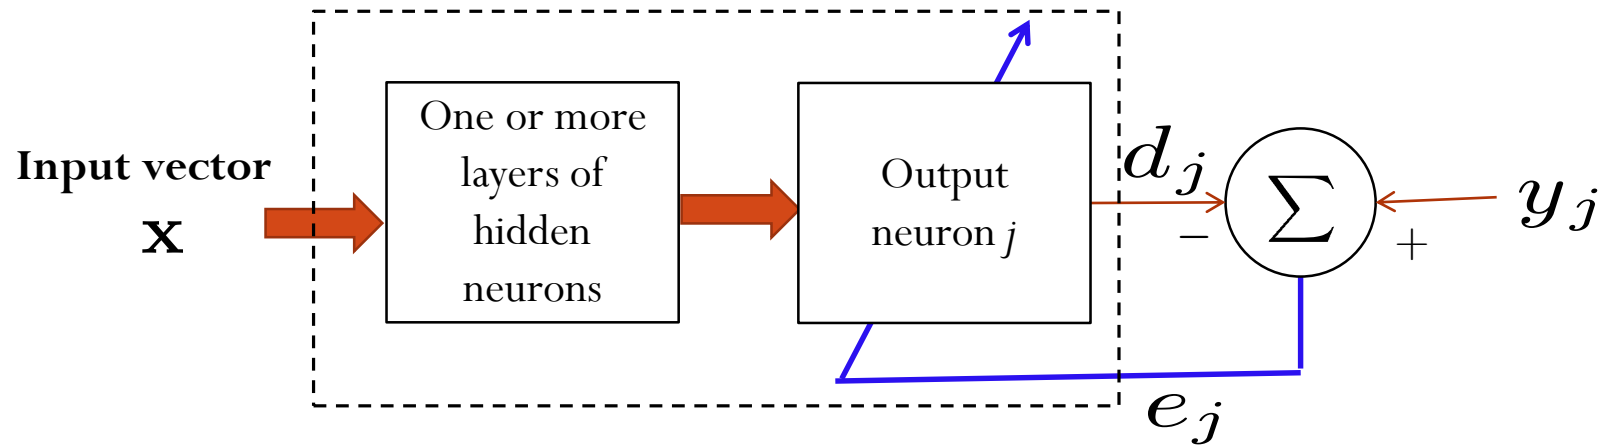 Input vector
x
One or more
layers of
hidden
neurons
Output
neuron j
d_j
−
∑
+
y_j
e_j